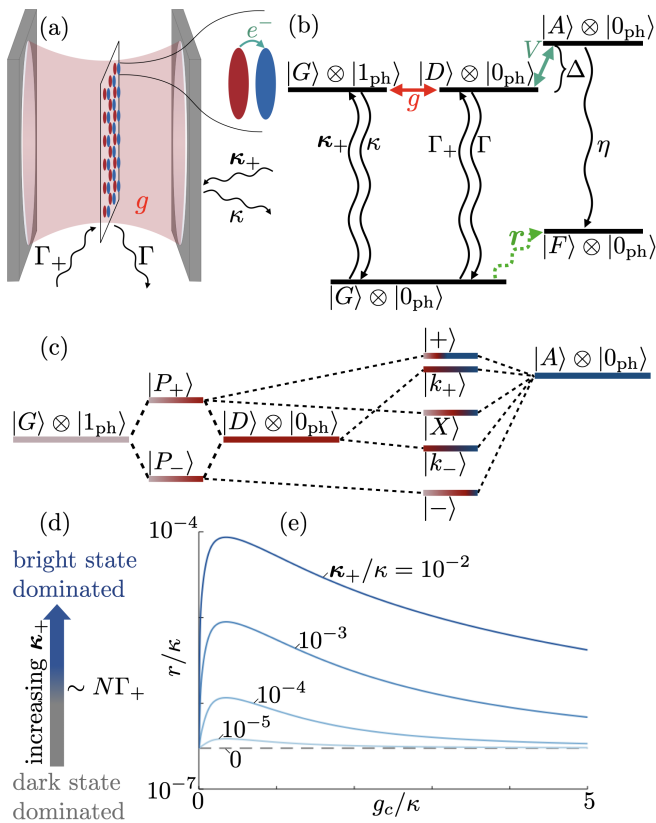 (a)
e⁻
g
κ₊
κ
Γ₊
Γ
(b)
|A⟩ ⊗ |0ph⟩
|G⟩ ⊗ |1ph⟩
|D⟩ ⊗ |0ph⟩
V
Δ
g
κ₊
κ
Γ₊
Γ
η
r
|F⟩ ⊗ |0ph⟩
|G⟩ ⊗ |0ph⟩
(c)
|+⟩
|A⟩ ⊗ |0ph⟩
|P₊⟩
|k₊⟩
|G⟩ ⊗ |1ph⟩
|D⟩ ⊗ |0ph⟩
|X⟩
|P₋⟩
|k₋⟩
|−⟩
(d)
bright state
dominated
increasing κ₊
∼ NΓ₊
dark state
dominated
(e)
10⁻⁴
r/κ
10⁻⁷
κ₊/κ = 10⁻²
10⁻³
10⁻⁴
10⁻⁵
0
0
g_c/κ
5